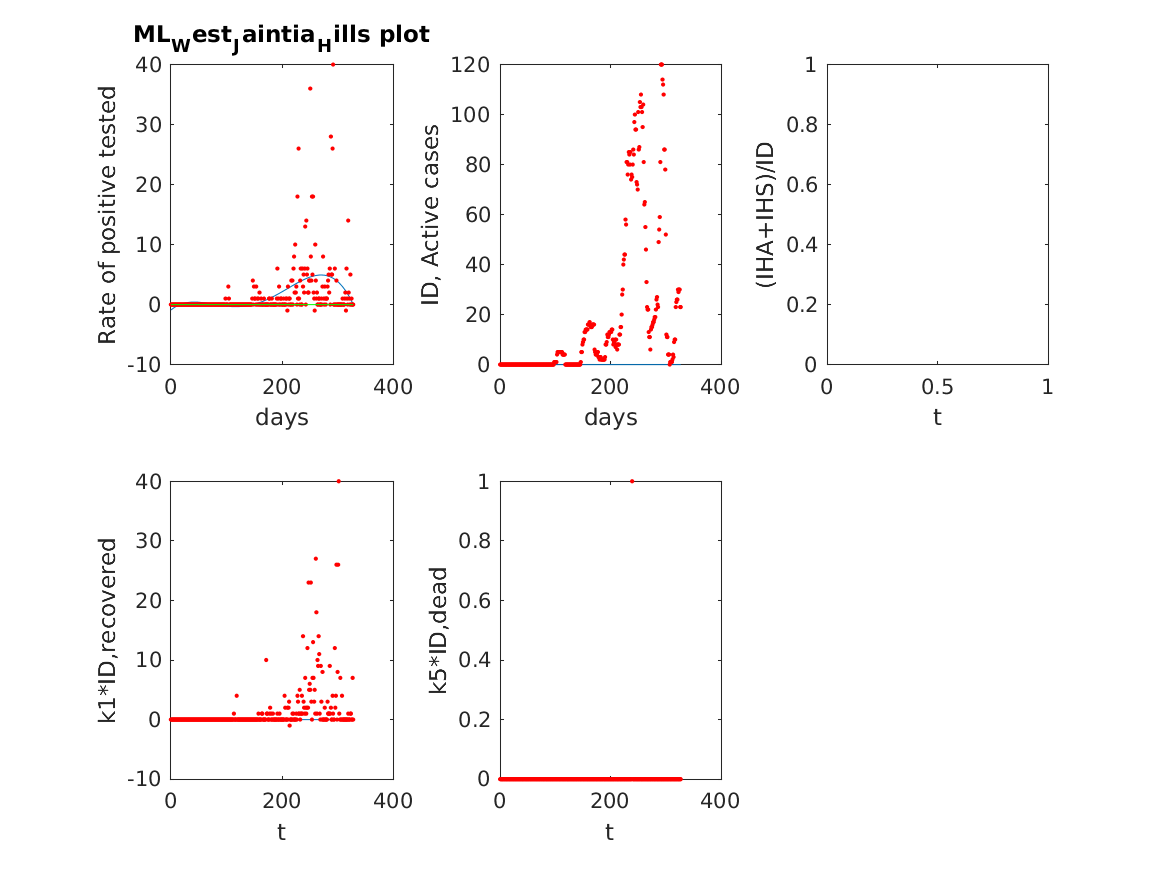 ML_West_Jaintia_Hills plot
40
30
20
10
0
-10
0 200 400
days
Rate of positive tested
120
100
80
60
40
20
0
0 200 400
days
ID, Active cases
1
0.8
0.6
0.4
0.2
0
0 0.5 1
t
(IHA+IHS)/ID
40
30
20
10
0
-10
0 200 400
t
k1*ID,recovered
1
0.8
0.6
0.4
0.2
0
0 200 400
t
k5*ID,dead